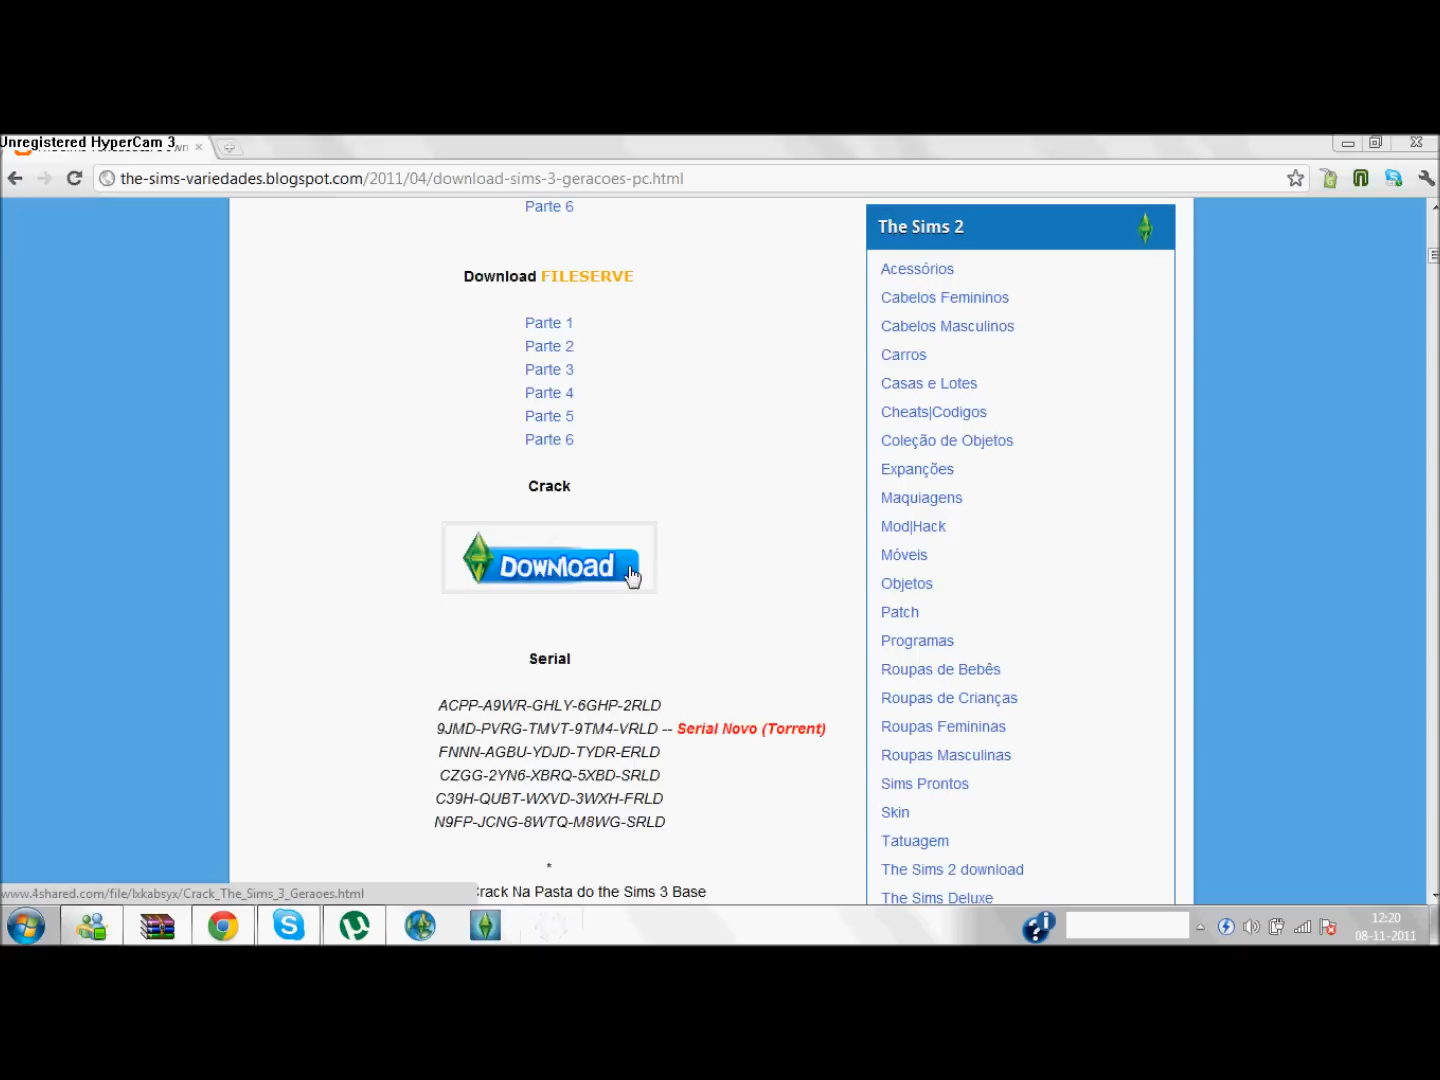 Unregistered HyperCam 3
the-sims-variedades.blogspot.com/2011/04/download-sims-3-geracoes-pc.html
Parte 6
Download FILESERVE
Parte 1
Parte 2
Parte 3
Parte 4
Parte 5
Parte 6
Crack
Download
Serial
ACPP-A9WR-GHLY-6GHP-2RLD
9JMD-PVRG-TMVT-9TM4-VRLD -- Serial Novo (Torrent)
FNNN-AGBU-YDJD-TYDR-ERLD
CZGG-2YN6-XBRQ-5XBD-SRLD
C39H-QUBT-WXVD-3WXH-FRLD
N9FP-JCNG-8WTQ-M8WG-SRLD
*
Crack Na Pasta do the Sims 3 Base
The Sims 2
Acessórios
Cabelos Femininos
Cabelos Masculinos
Carros
Casas e Lotes
Cheats|Codigos
Coleção de Objetos
Expanções
Maquiagens
Mod|Hack
Móveis
Objetos
Patch
Programas
Roupas de Bebês
Roupas de Crianças
Roupas Femininas
Roupas Masculinas
Sims Prontos
Skin
Tatuagem
The Sims 2 download
The Sims Deluxe
www.4shared.com/file/lxkabsyx/Crack_The_Sims_3_Geraoes.html
12:20
08-11-2011